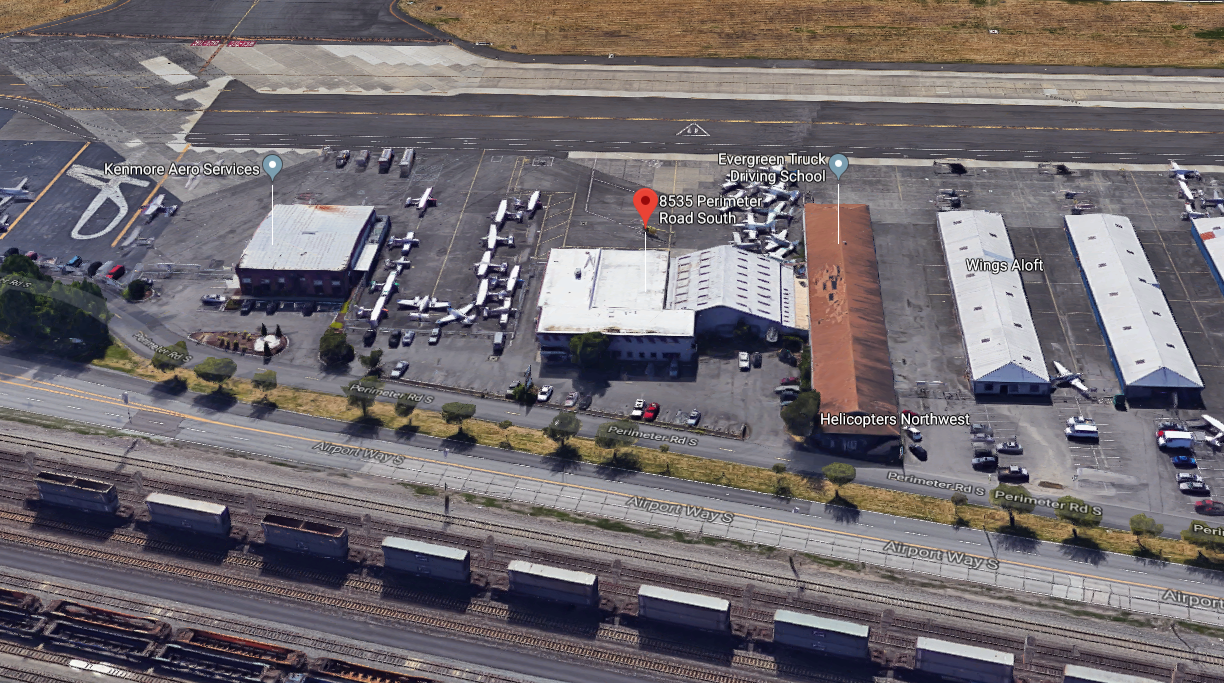 Kenmore Aero Services
Evergreen Truck
Driving School
8535 Perimeter
Road South
Wings Aloft
Rd S
Perimeter Rd S
Perimeter Rd S
Helicopters Northwest
Perimeter Rd S
Airport Way S
Perimeter Rd S
Perimeter Rd S
Airport Way S
Airport Way S